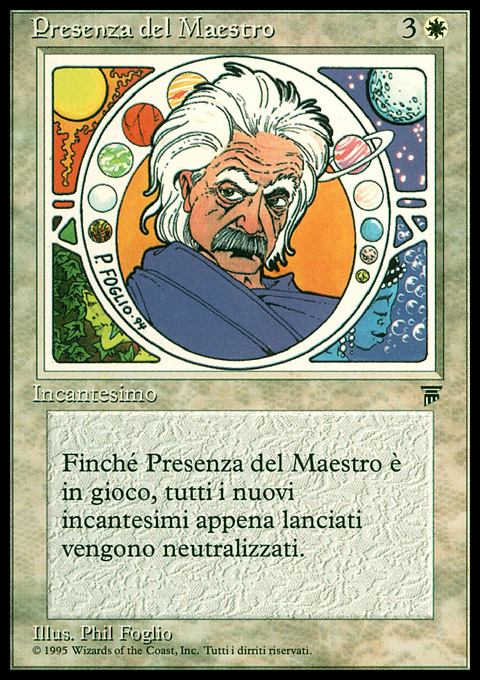 Presenza del Maestro 3
P. FOGLIO-94
Incantesimo
Finché Presenza del Maestro è
in gioco, tutti i nuovi
incantesimi appena lanciati
vengono neutralizzati.
Illus. Phil Foglio
© 1995 Wizards of the Coast, Inc. Tutti i dirriti riservati.